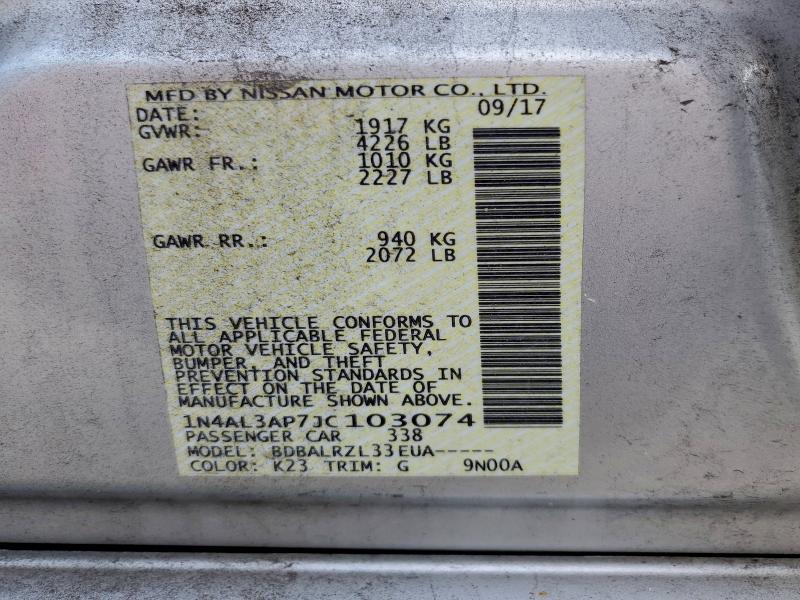 MFD BY NISSAN MOTOR CO., LTD.
DATE: 09/17
GVWR: 1917 KG
4226 LB
GAWR FR.: 1010 KG
2227 LB
GAWR RR.: 940 KG
2072 LB
THIS VEHICLE CONFORMS TO
ALL APPLICABLE FEDERAL
MOTOR VEHICLE SAFETY,
BUMPER, AND THEFT
PREVENTION STANDARDS IN
EFFECT ON THE DATE OF
MANUFACTURE SHOWN ABOVE.
1N4AL3AP7JC103074
PASSENGER CAR 338
MODEL: BDBALRZL33EUA-----
COLOR: K23 TRIM: G 9N00A